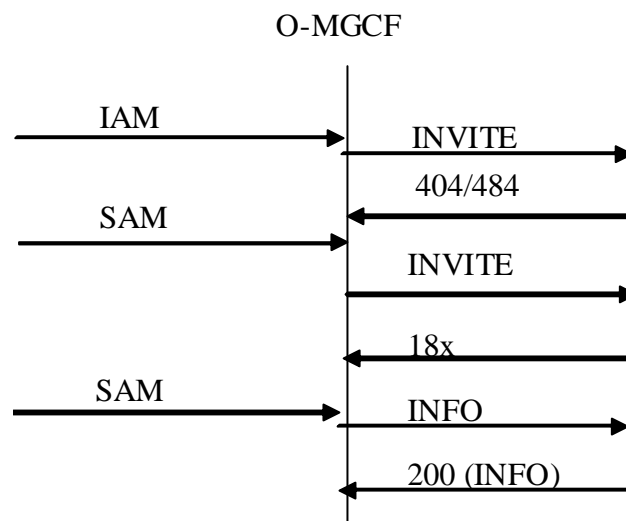 O-MGCF
IAM
INVITE
404/484
SAM
INVITE
18x
SAM
INFO
200 (INFO)